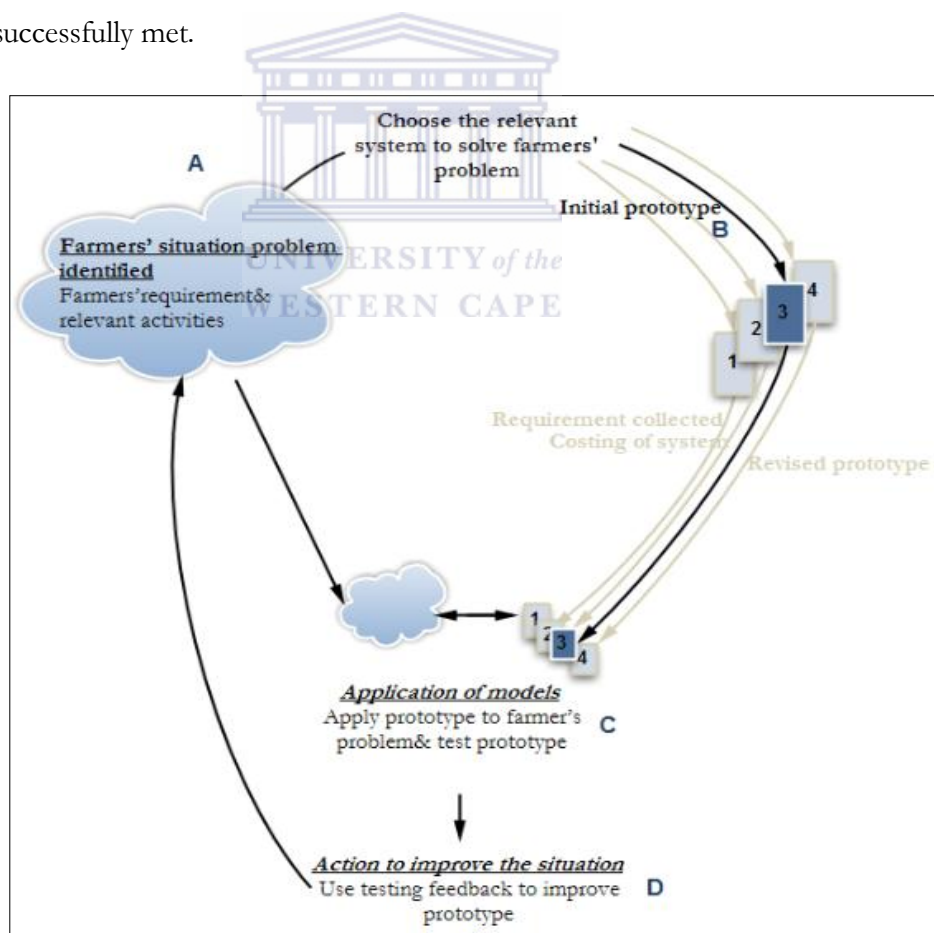 successfully met.
Choose the relevant
system to solve farmers'
problem
A
Initial prototype
B
Farmers' situation problem
identified
Farmers'requirement&
relevant activities
UNIVERSITY of the
WESTERN CAPE
4
3
2
1
Requirement collected
Costing of system
Revised prototype
1
2
3
4
Application of models
Apply prototype to farmer's
problem& test prototype
C
Action to improve the situation
Use testing feedback to improve
prototype
D